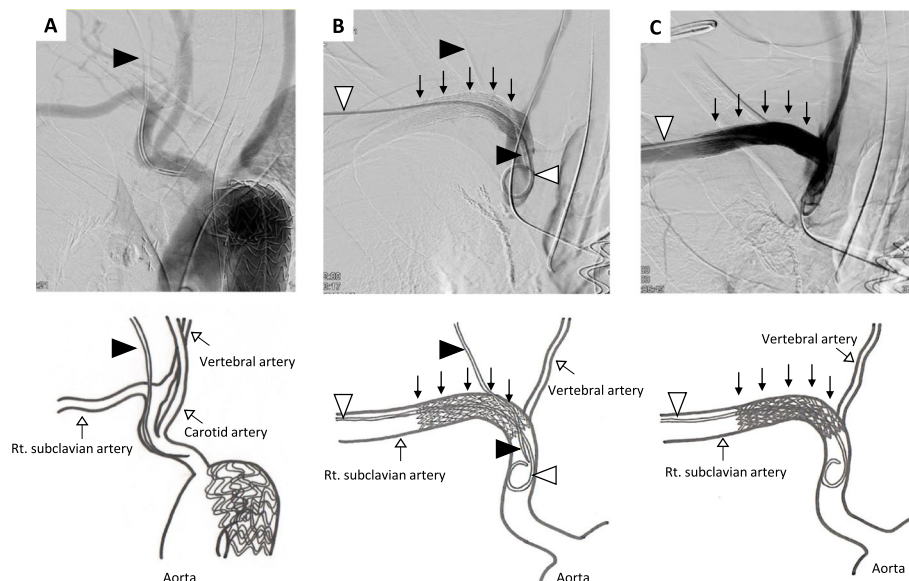 A
B
C
Vertebral artery
Carotid artery
Rt. subclavian artery
Aorta
Vertebral artery
Rt. subclavian artery
Aorta
Vertebral artery
Rt. subclavian artery
Aorta